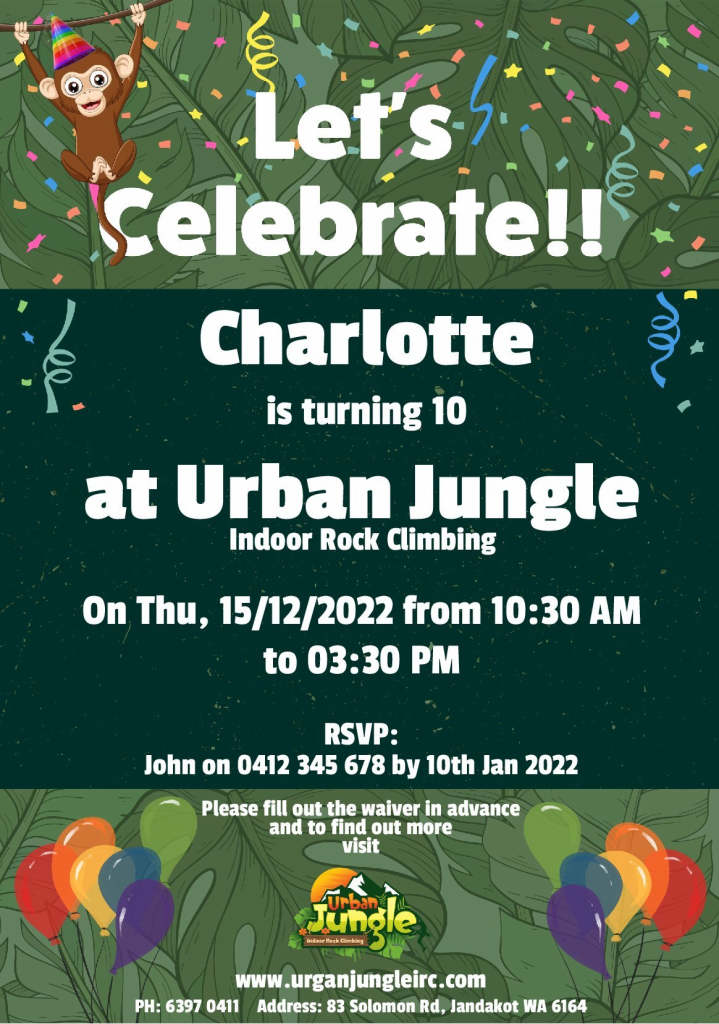 Let's
Celebrate!!
Charlotte
is turning 10
at Urban Jungle
Indoor Rock Climbing
On Thu, 15/12/2022 from 10:30 AM
to 03:30 PM
RSVP:
John on 0412 345 678 by 10th Jan 2022
Please fill out the waiver in advance
and to find out more
visit
Urban
Jungle
Indoor Rock Climbing
www.urganjungleirc.com
PH: 6397 0411 Address: 83 Solomon Rd, Jandakot WA 6164